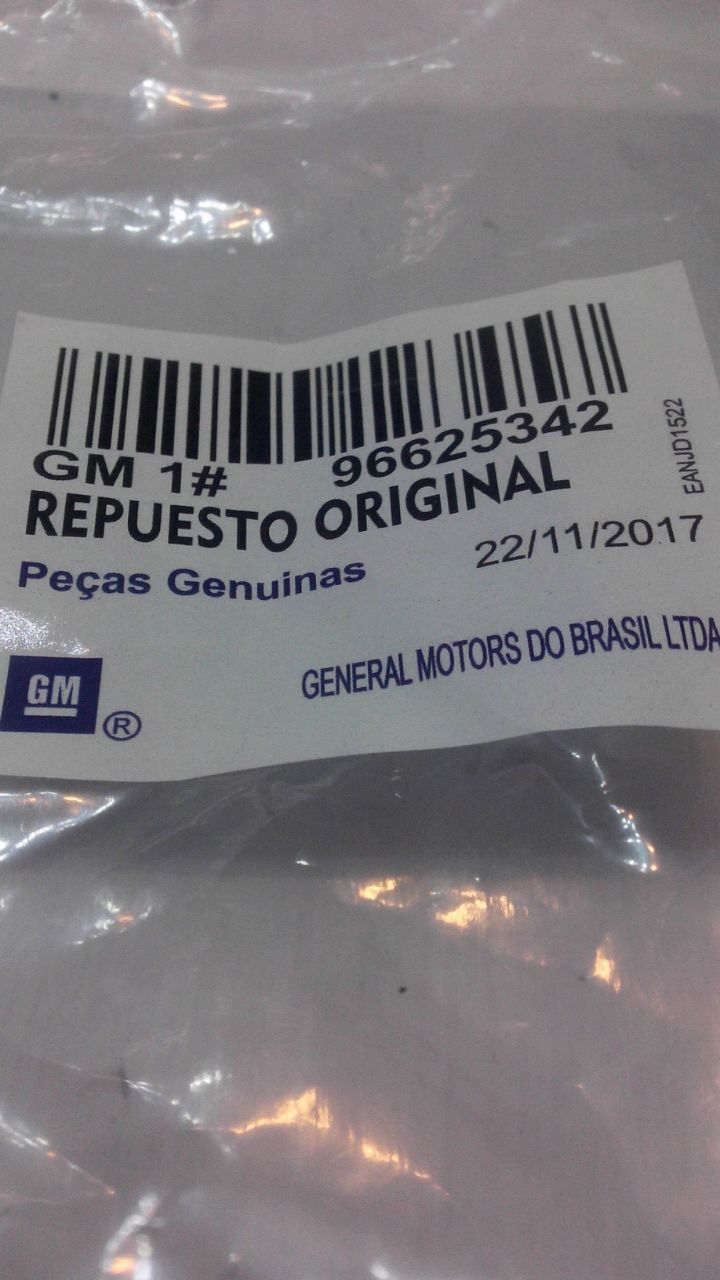 GM 1# 96625342
EANJD1522
REPUESTO ORIGINAL
22/11/2017
Peças Genuinas
GENERAL MOTORS DO BRASIL LTDA
GM ®